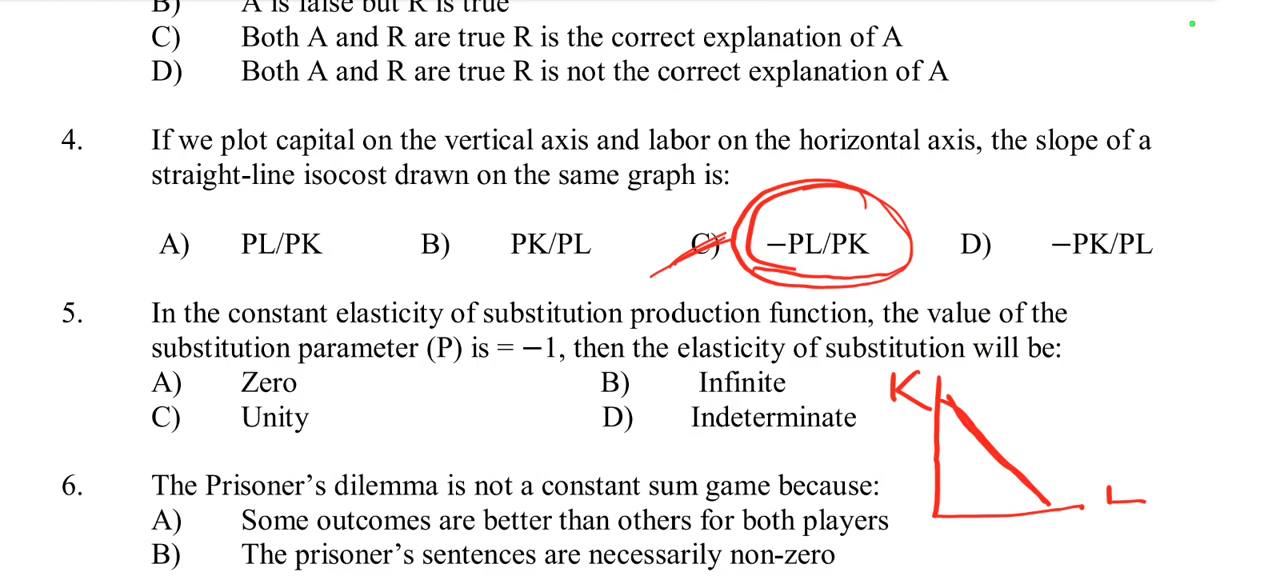 B) A is false but R is true
C) Both A and R are true R is the correct explanation of A
D) Both A and R are true R is not the correct explanation of A
4. If we plot capital on the vertical axis and labor on the horizontal axis, the slope of a
straight-line isocost drawn on the same graph is:
A) PL/PK B) PK/PL C) −PL/PK D) −PK/PL
5. In the constant elasticity of substitution production function, the value of the
substitution parameter (P) is = −1, then the elasticity of substitution will be:
A) Zero B) Infinite
C) Unity D) Indeterminate
K
L
6. The Prisoner’s dilemma is not a constant sum game because:
A) Some outcomes are better than others for both players
B) The prisoner’s sentences are necessarily non-zero